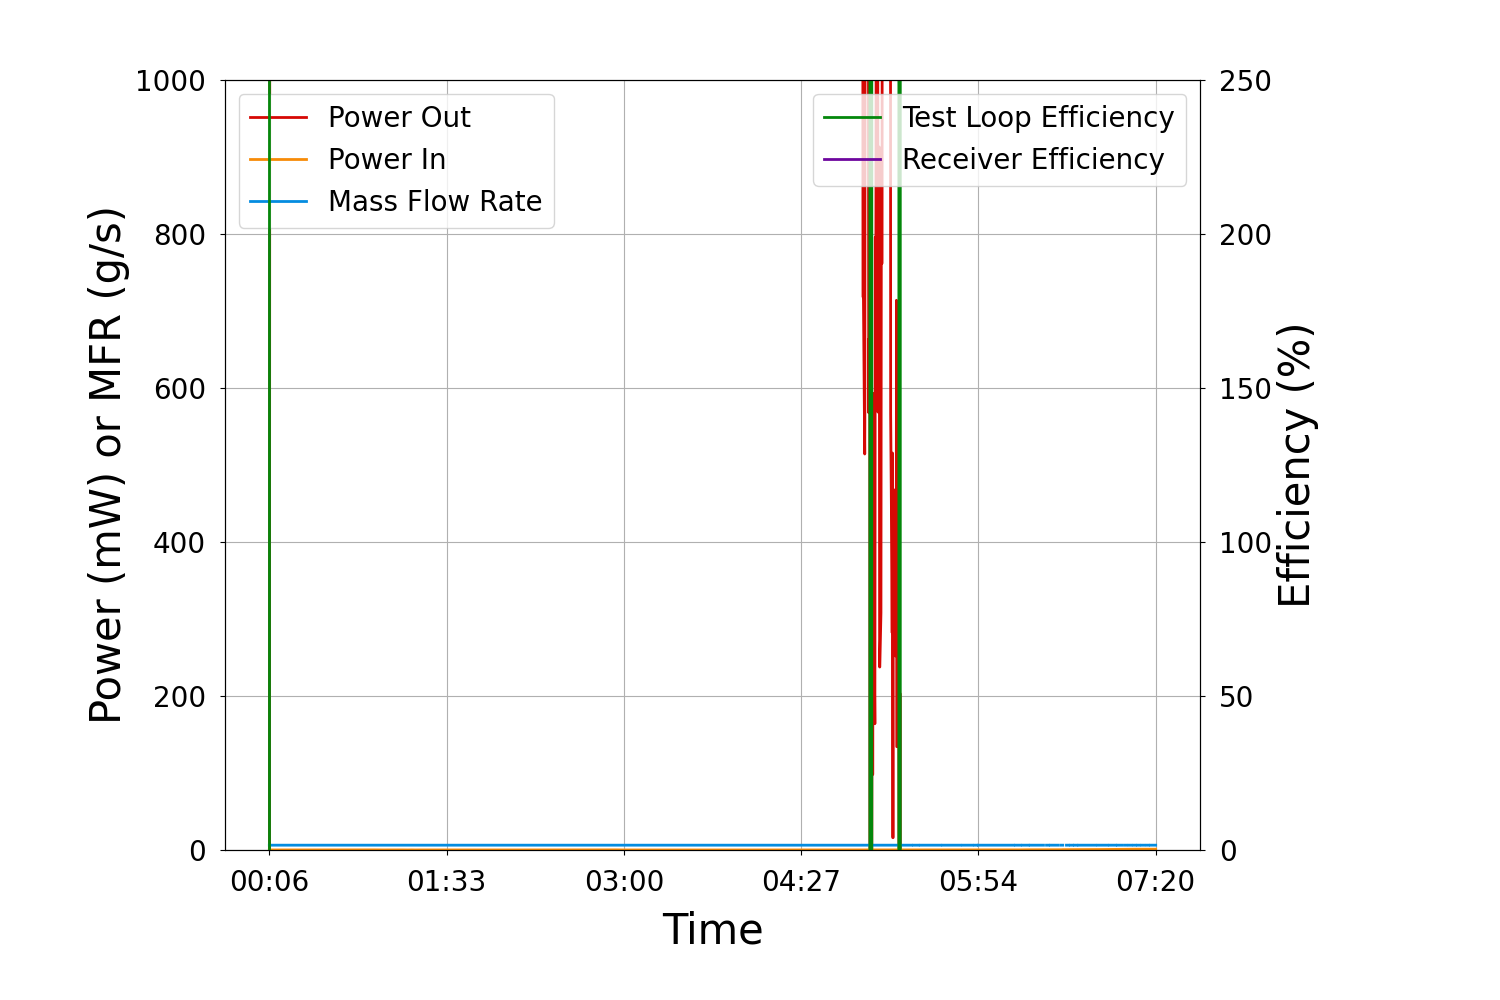 Power Out
Power In
Mass Flow Rate
Test Loop Efficiency
Receiver Efficiency
Power (mW) or MFR (g/s)
1000
800
600
400
200
0
250
200
150
100
50
0
Efficiency (%)
00:06 01:33 03:00 04:27 05:54 07:20
Time